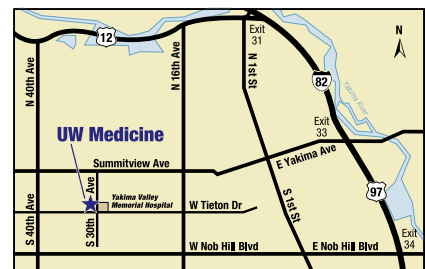 N
Exit
31
12
N 40th Ave
N 16th Ave
N 1st St
82
Yakima River
Exit
33
UW Medicine
E Yakima Ave
Summitview Ave
97
S 40th Ave
S 30th Ave
Yakima Valley
Memorial Hospital
W Tieton Dr
S 1st St
Exit
34
W Nob Hill Blvd
E Nob Hill Blvd